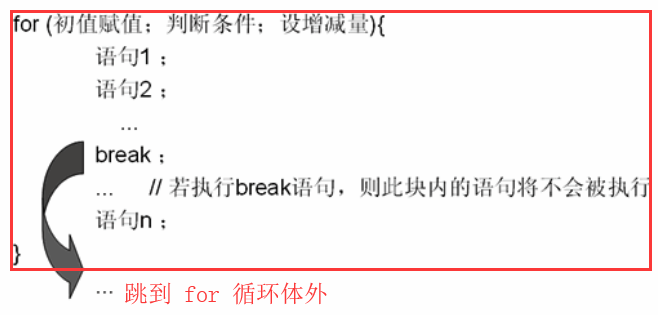 for (初值赋值；判断条件；设增减量){
语句1 ；
语句2 ；
...
break ；
... // 若执行break语句，则此块内的语句将不会被执行
语句n ；
}
... 跳到 for 循环体外